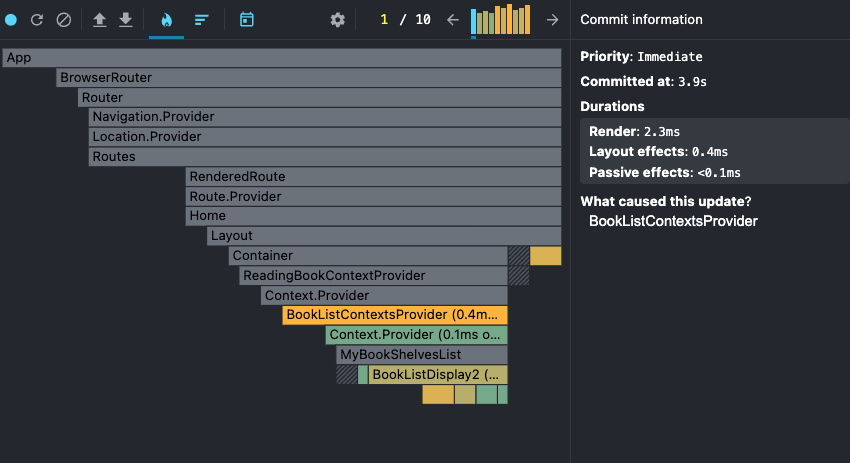 1 / 10
Commit information
App
BrowserRouter
Router
Navigation.Provider
Location.Provider
Routes
RenderedRoute
Route.Provider
Home
Layout
Container
ReadingBookContextProvider
Context.Provider
BookListContextsProvider (0.4m...
Context.Provider (0.1ms o...
MyBookShelvesList
BookListDisplay2 (...
Priority: Immediate
Committed at: 3.9s
Durations
Render: 2.3ms
Layout effects: 0.4ms
Passive effects: <0.1ms
What caused this update?
BookListContextsProvider